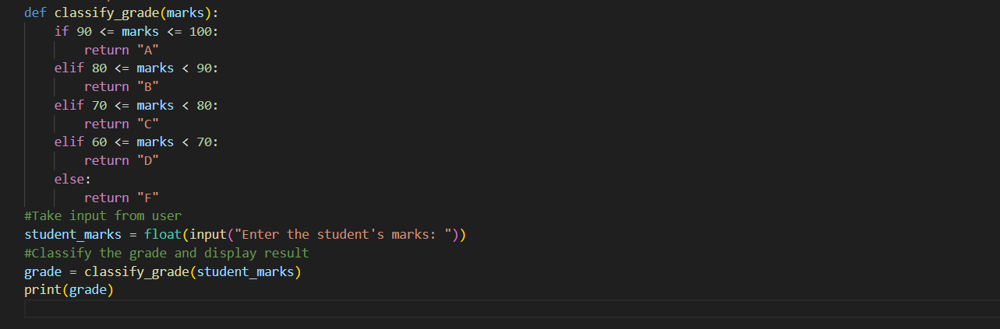 def classify_grade(marks):
    if 90 <= marks <= 100:
        return "A"
    elif 80 <= marks < 90:
        return "B"
    elif 70 <= marks < 80:
        return "C"
    elif 60 <= marks < 70:
        return "D"
    else:
        return "F"
#Take input from user
student_marks = float(input("Enter the student's marks: "))
#Classify the grade and display result
grade = classify_grade(student_marks)
print(grade)